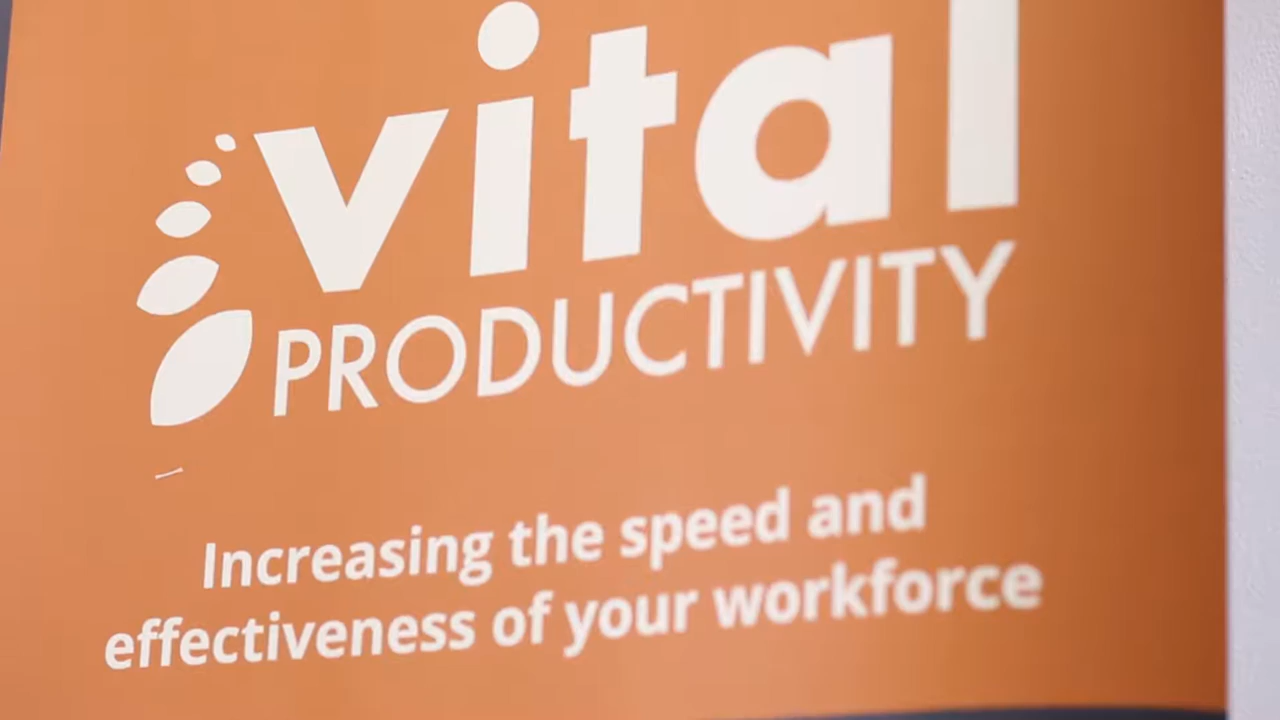 vital
PRODUCTIVITY
Increasing the speed and
effectiveness of your workforce